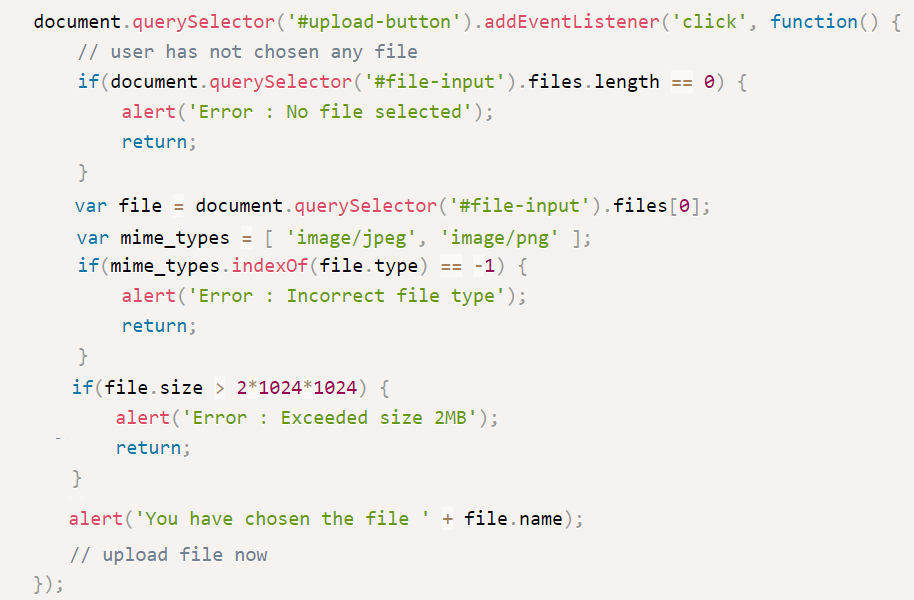 document.querySelector('#upload-button').addEventListener('click', function() {
// user has not chosen any file
if(document.querySelector('#file-input').files.length == 0) {
alert('Error : No file selected');
return;
}
var file = document.querySelector('#file-input').files[0];
var mime_types = [ 'image/jpeg', 'image/png' ];
if(mime_types.indexOf(file.type) == -1) {
alert('Error : Incorrect file type');
return;
}
if(file.size > 2*1024*1024) {
alert('Error : Exceeded size 2MB');
return;
}
alert('You have chosen the file ' + file.name);
// upload file now
});